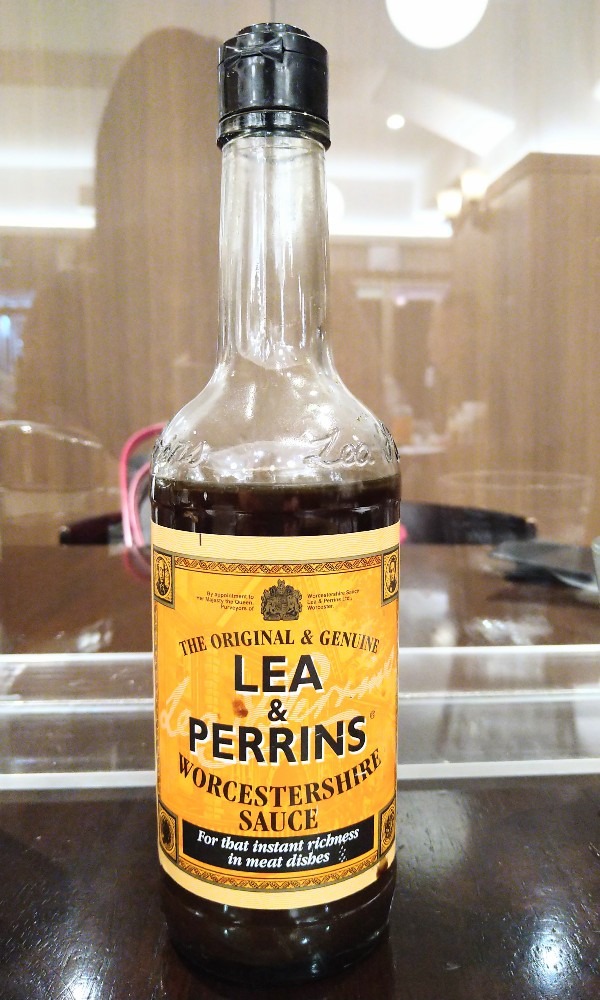 By appointment to
Her Majesty the Queen
Purveyors of
Worcestershire Sauce
Lea & Perrins Ltd.,
Worcester.
THE ORIGINAL & GENUINE
LEA
&
PERRINS
WORCESTERSHIRE
SAUCE
For that instant richness
in meat dishes